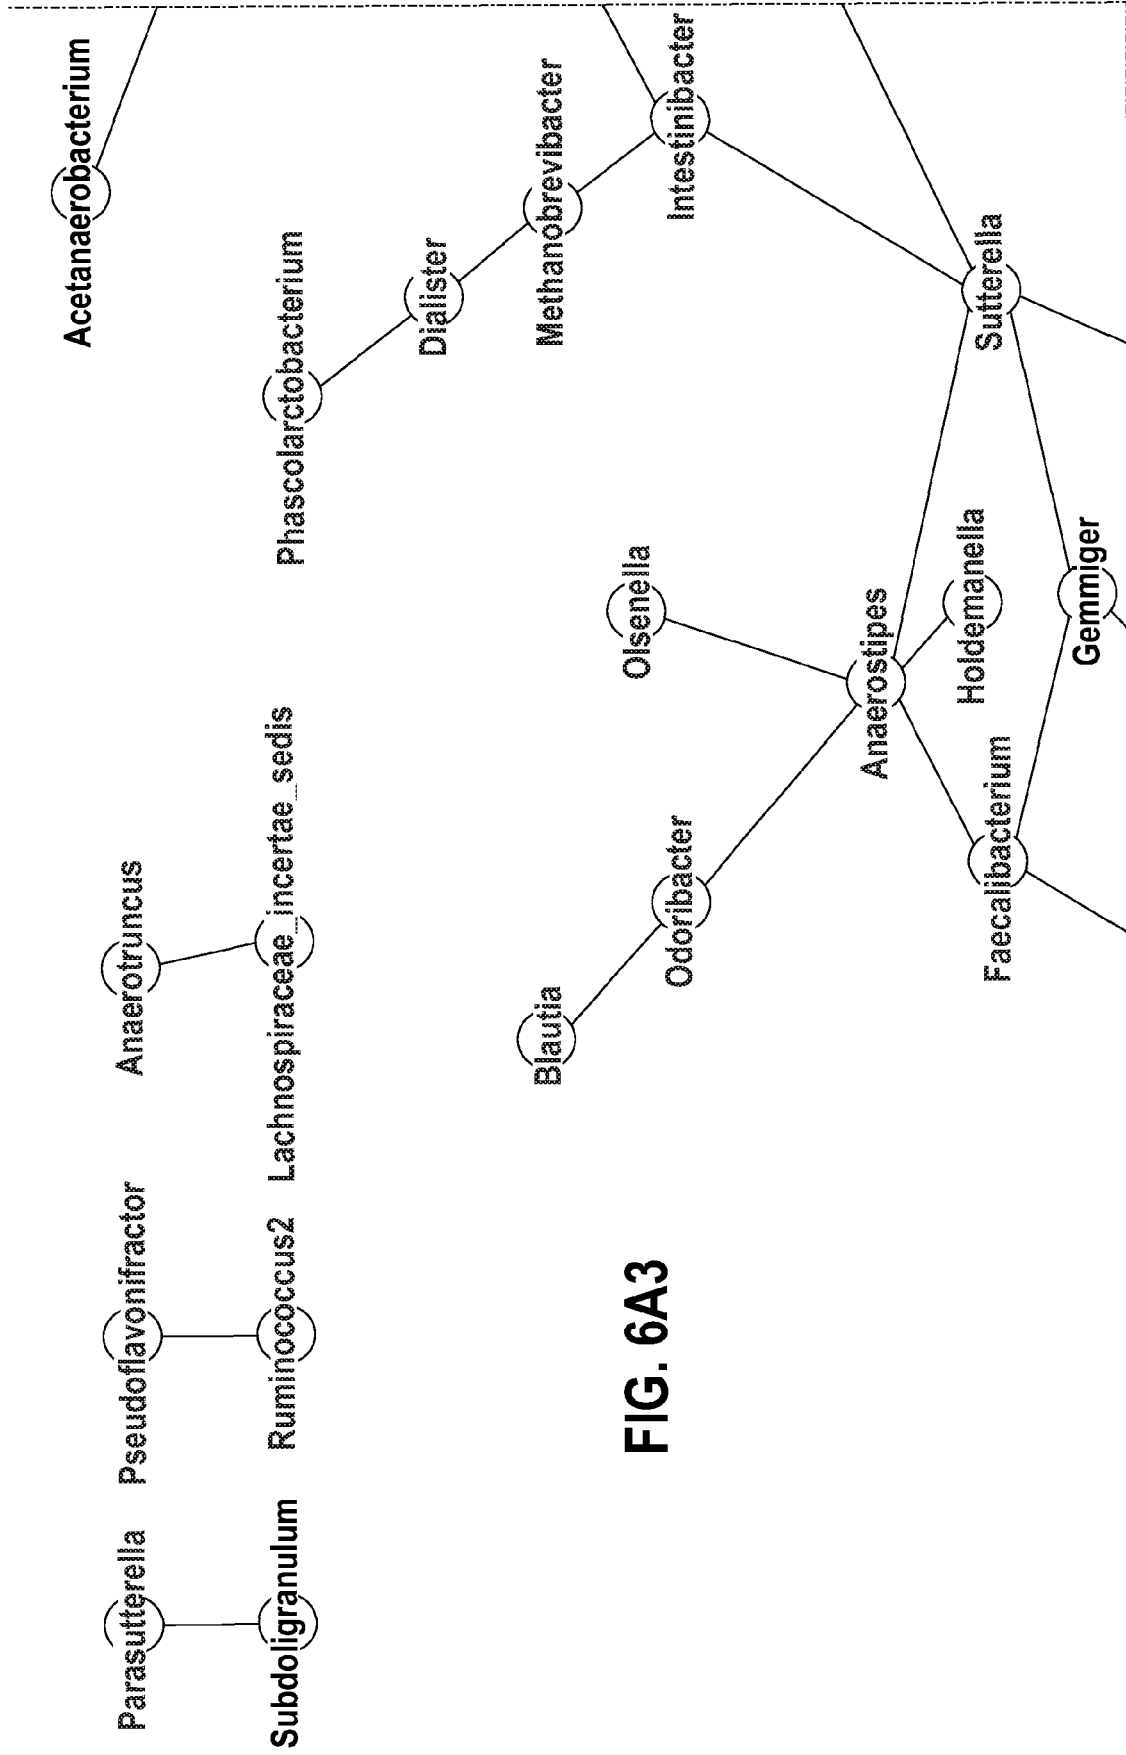 Acetanaerobacterium
Phascolarctobacterium
Dialister
Methanobrevibacter
Intestinibacter
Sutterella
Olsenella
Anaerostipes
Holdemanella
Gemmiger
Anaerotruncus
Lachnospiraceae_incertae_sedis
Blautia
Odoribacter
Faecalibacterium
Pseudoflavonifractor
Ruminococcus2
Parasutterella
Subdoligranulum
FIG. 6A3